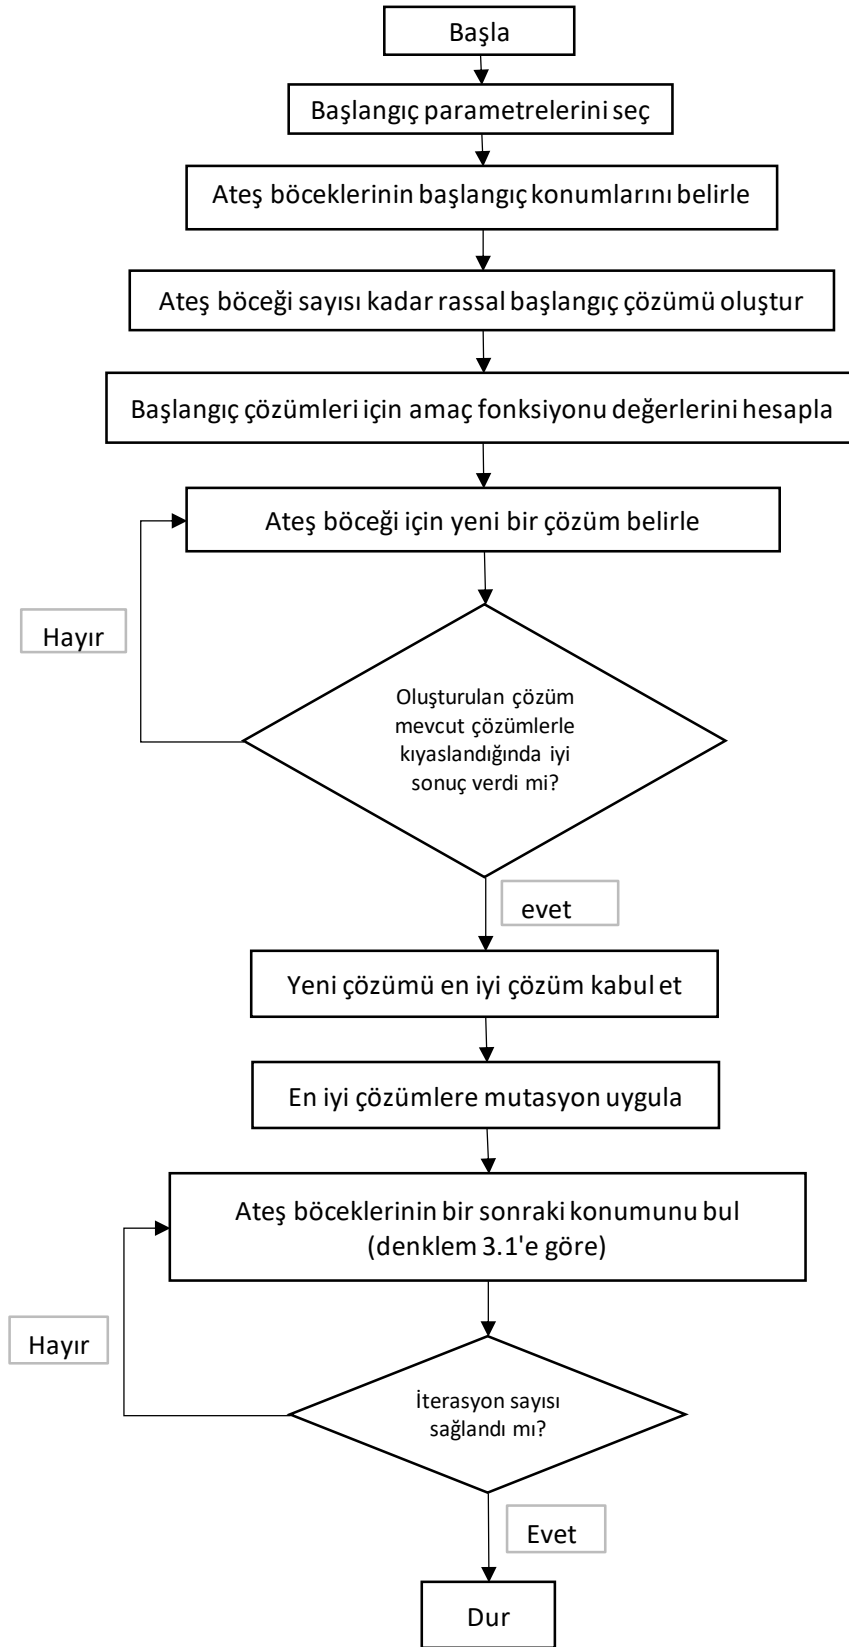 Başla
Başlangıç parametrelerini seç
Ateş böceklerinin başlangıç konumlarını belirle
Ateş böceği sayısı kadar rassal başlangıç çözümü oluştur
Başlangıç çözümleri için amaç fonksiyonu değerlerini hesapla
Ateş böceği için yeni bir çözüm belirle
Hayır
Oluşturulan çözüm
mevcut çözümlerle
kıyaslandığında iyi
sonuç verdi mi?
evet
Yeni çözümü en iyi çözüm kabul et
En iyi çözümlere mutasyon uygula
Ateş böceklerinin bir sonraki konumunu bul
(denklem 3.1'e göre)
Hayır
İterasyon sayısı
sağlandı mı?
Evet
Dur